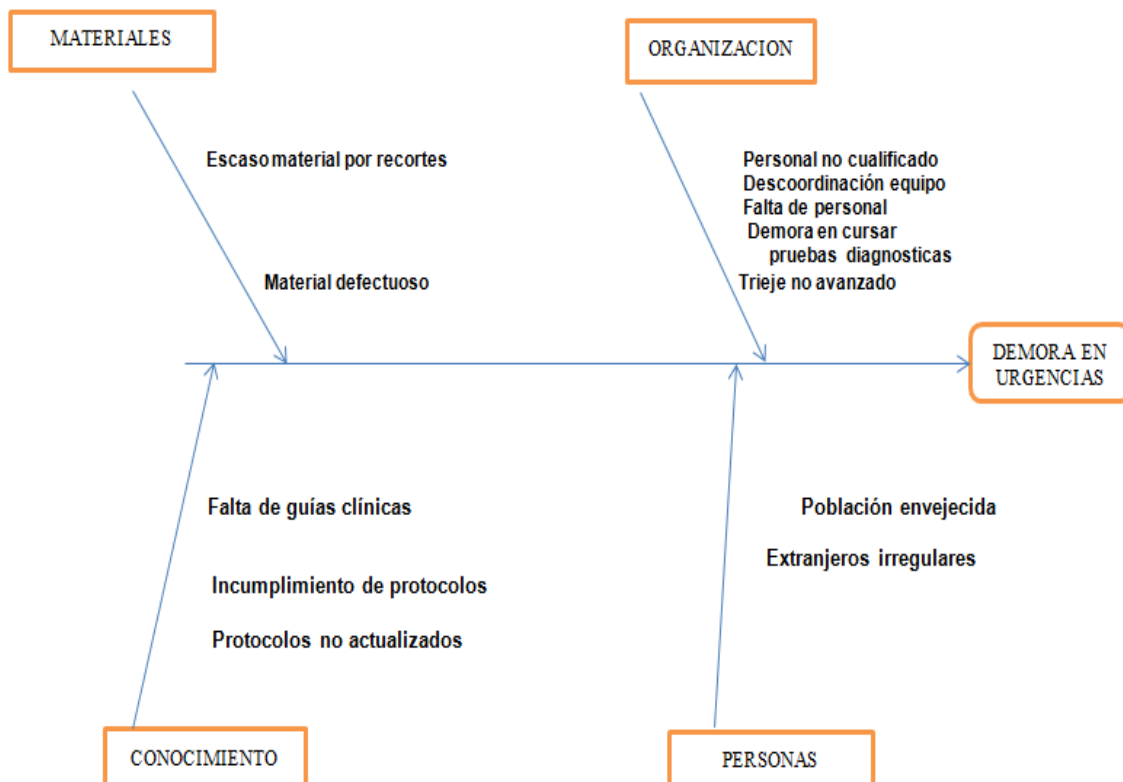 MATERIALES
ORGANIZACION
Escaso material por recortes
Material defectuoso
Personal no cualificado
Descoordinación equipo
Falta de personal
Demora en cursar
pruebas diagnosticas
Trieje no avanzado
DEMORA EN
URGENCIAS
Falta de guías clínicas
Incumplimiento de protocolos
Protocolos no actualizados
Población envejecida
Extranjeros irregulares
CONOCIMIENTO
PERSONAS